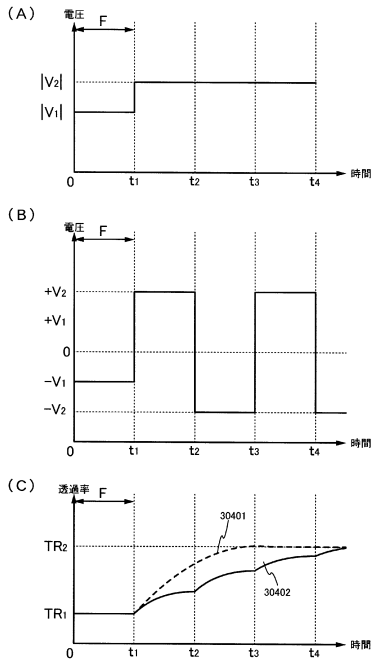 (A)
電圧
F
|V2|
|V1|
0
t1 t2 t3 t4 時間
(B)
電圧
F
+V2
+V1
0
−V1
−V2
0 t1 t2 t3 t4 時間
(C)
透過率
F
30401
TR2
30402
TR1
0 t1 t2 t3 t4 時間